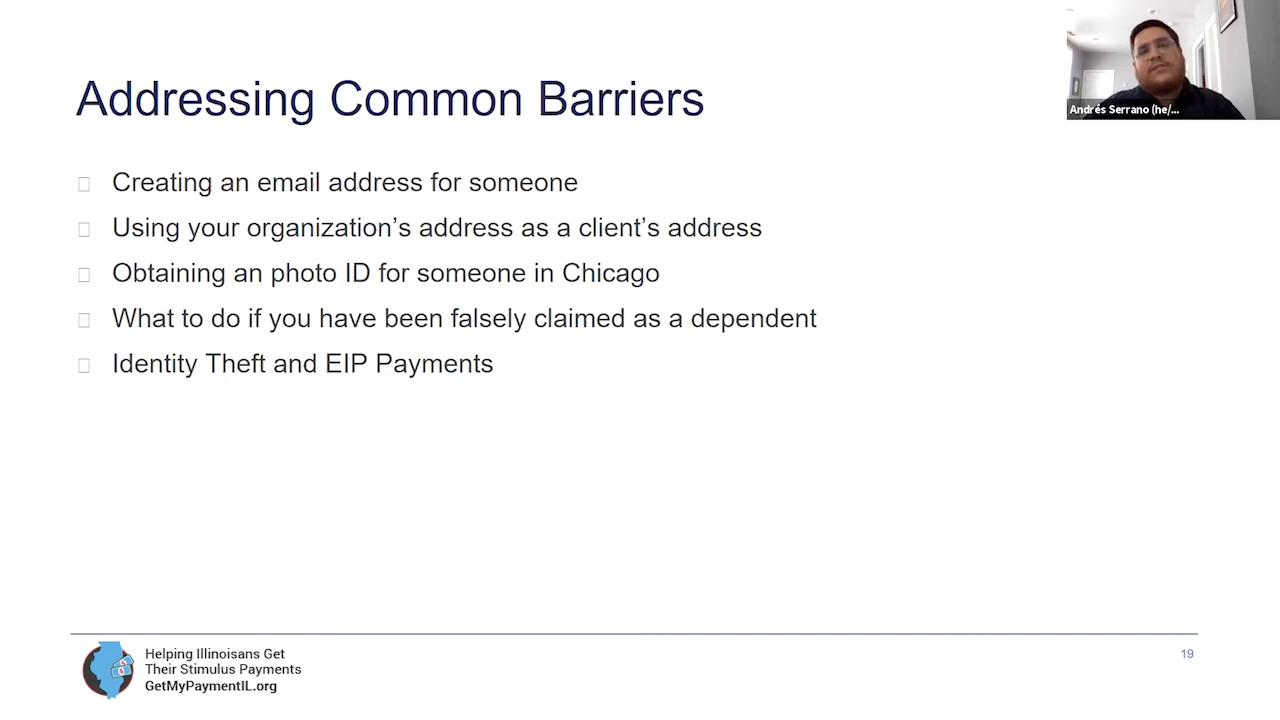 Addressing Common Barriers
Creating an email address for someone
Using your organization’s address as a client’s address
Obtaining an photo ID for someone in Chicago
What to do if you have been falsely claimed as a dependent
Identity Theft and EIP Payments
Andrés Serrano (he/...
Helping Illinoisans Get
Their Stimulus Payments
GetMyPaymentIL.org
19